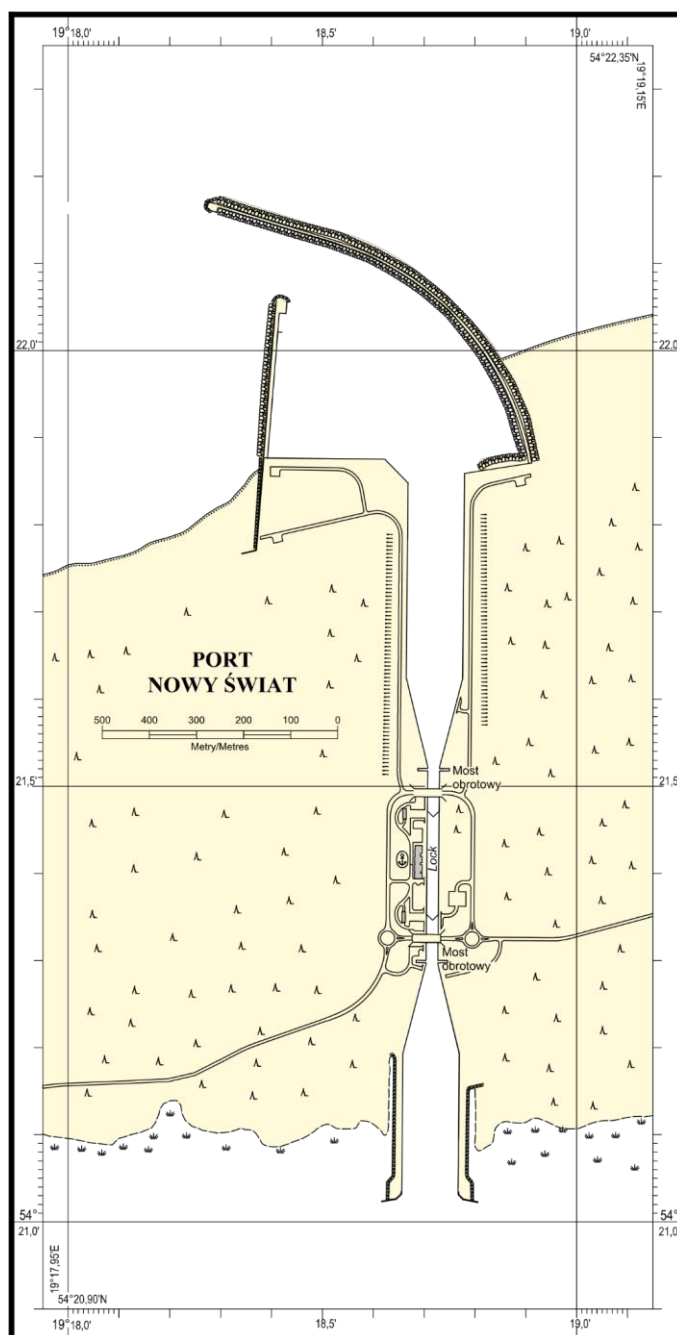 19°18,0'
18,5'
19,0'
54°22,35'N
19°19,15'E
22,0'
22,0'
PORT
NOWY ŚWIAT
500 400 300 200 100 0
Metry/Metres
Most
obrotowy
21,5'
21,5'
Lock
Most
obrotowy
54°
21,0'
54°
21,0'
19°17,95'E
54°20,90'N
19°18,0'
18,5'
19,0'